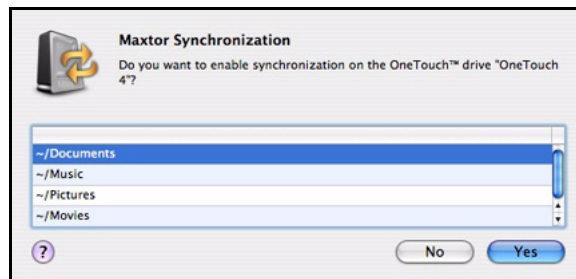 Maxtor Synchronization
Do you want to enable synchronization on the OneTouch™ drive "OneTouch
4"?
~/Documents
~/Music
~/Pictures
~/Movies
?
No
Yes